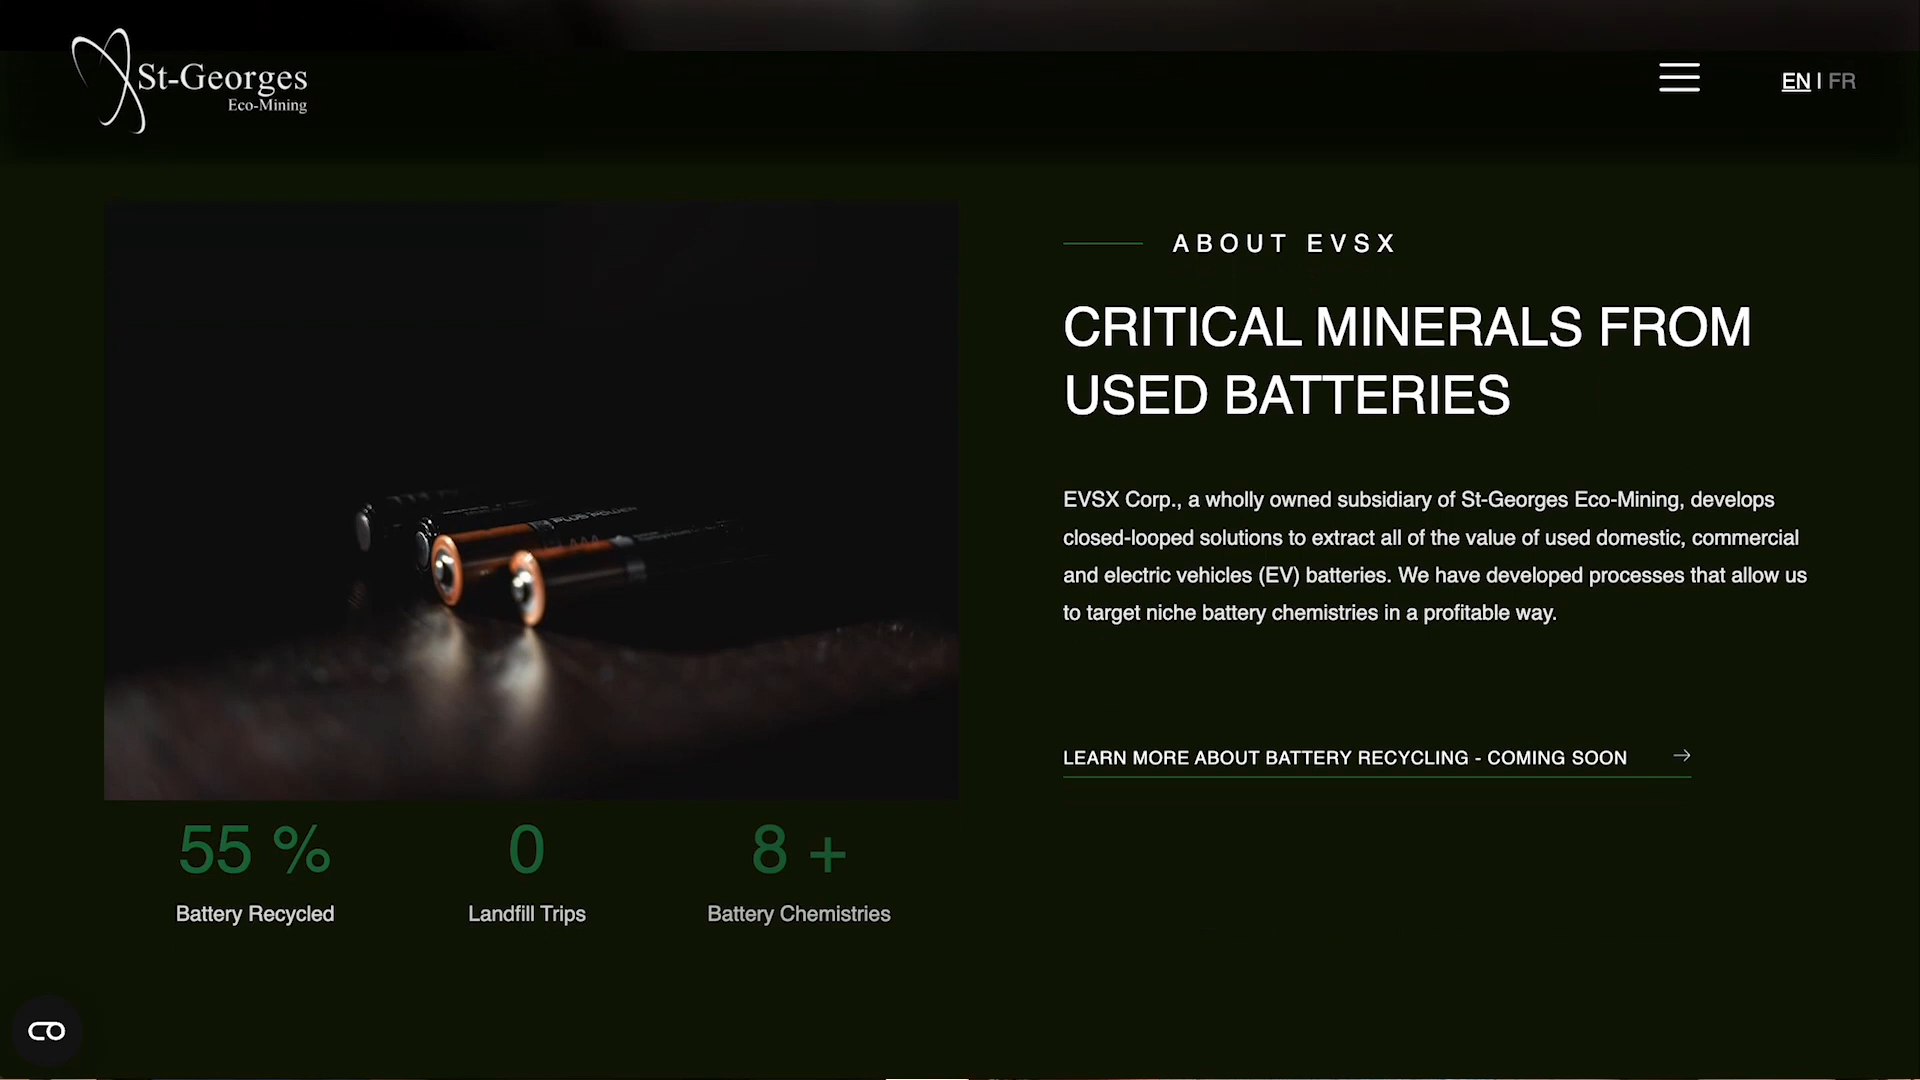 St-Georges
Eco-Mining
EN | FR
ABOUT EVSX
CRITICAL MINERALS FROM
USED BATTERIES
EVSX Corp., a wholly owned subsidiary of St-Georges Eco-Mining, develops
closed-looped solutions to extract all of the value of used domestic, commercial
and electric vehicles (EV) batteries. We have developed processes that allow us
to target niche battery chemistries in a profitable way.
LEARN MORE ABOUT BATTERY RECYCLING - COMING SOON
55 %
Battery Recycled
0
Landfill Trips
8 +
Battery Chemistries